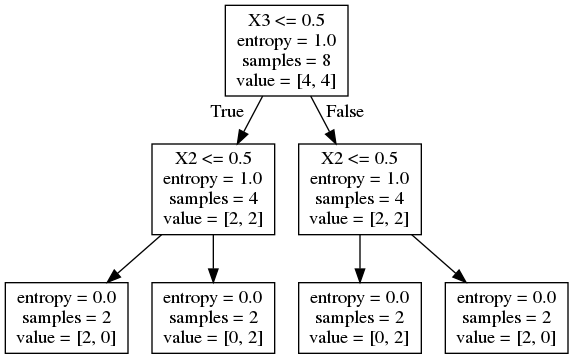 X3 <= 0.5
entropy = 1.0
samples = 8
value = [4, 4]
True
False
X2 <= 0.5
entropy = 1.0
samples = 4
value = [2, 2]
X2 <= 0.5
entropy = 1.0
samples = 4
value = [2, 2]
entropy = 0.0
samples = 2
value = [2, 0]
entropy = 0.0
samples = 2
value = [0, 2]
entropy = 0.0
samples = 2
value = [0, 2]
entropy = 0.0
samples = 2
value = [2, 0]